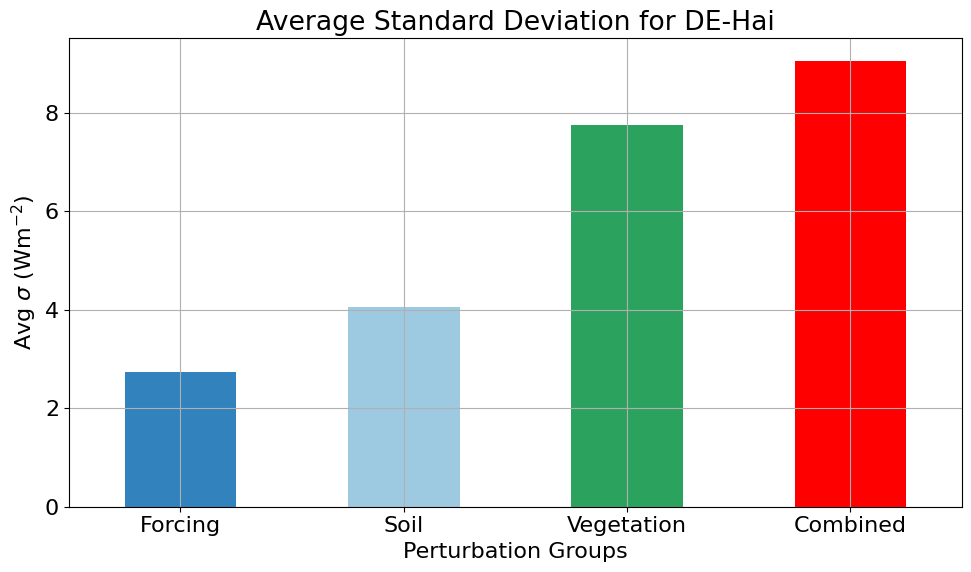 Average Standard Deviation for DE-Hai
Avg σ (Wm⁻²)
8
6
4
2
0
Forcing Soil Vegetation Combined
Perturbation Groups